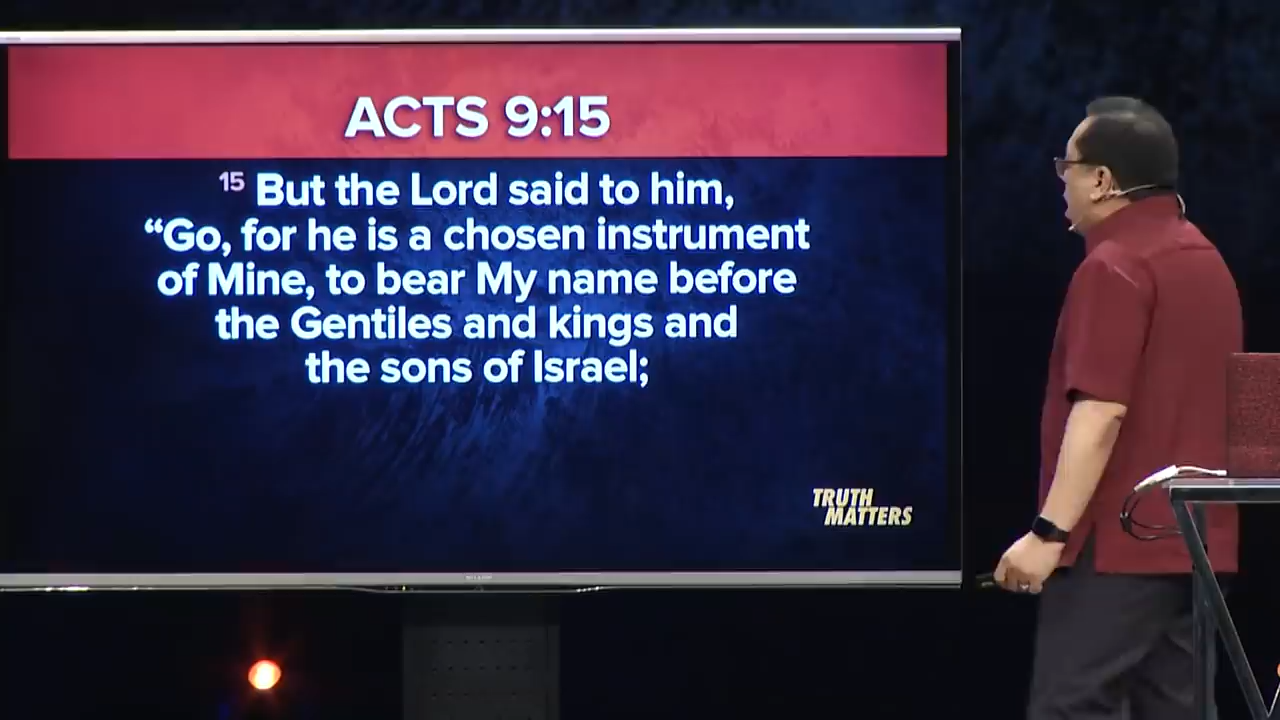 ACTS 9:15
15 But the Lord said to him,
“Go, for he is a chosen instrument
of Mine, to bear My name before
the Gentiles and kings and
the sons of Israel;
TRUTH
MATTERS